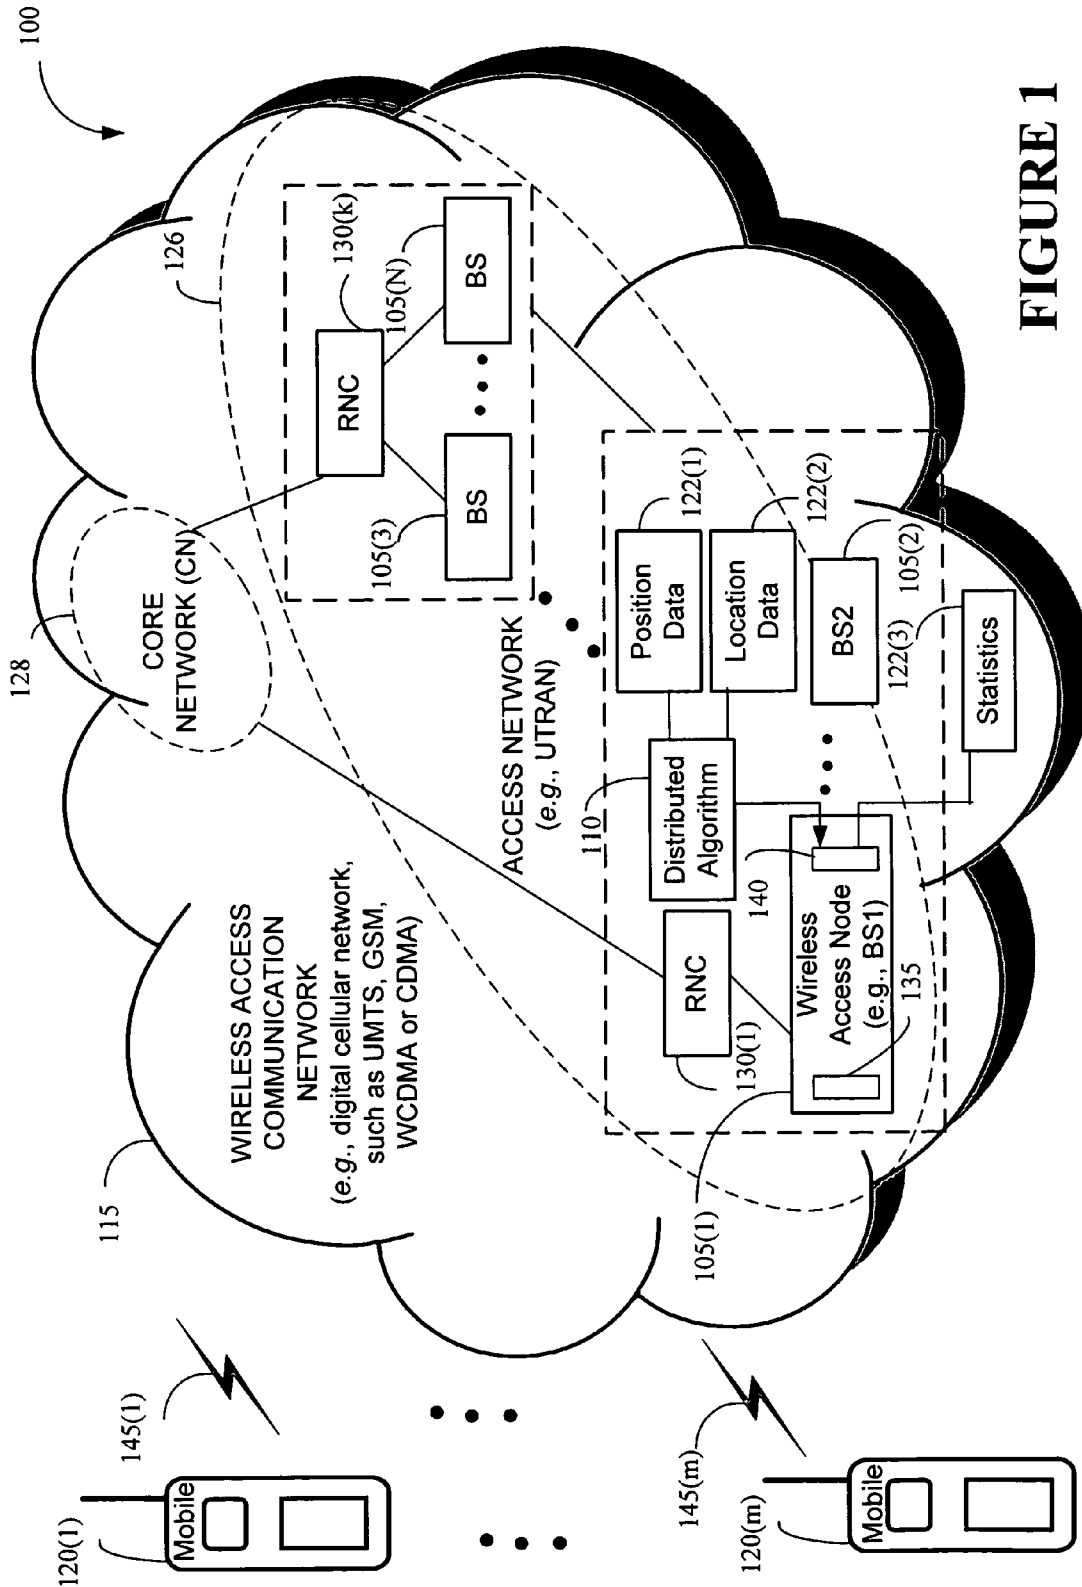 100
126
128
115
CORE
NETWORK (CN)
130(k)
RNC
105(N)
BS
105(3)
BS
WIRELESS ACCESS
COMMUNICATION
NETWORK
(e.g., digital cellular network,
such as UMTS, GSM,
WCDMA or CDMA)
ACCESS NETWORK
(e.g., UTRAN)
110
Distributed
Algorithm
Position
Data
122(1)
Location
Data
122(2)
RNC
130(1)
140
Wireless
Access Node
(e.g., BS1)
135
105(1)
BS2
105(2)
122(3)
Statistics
120(1)
Mobile
145(1)
145(m)
120(m)
Mobile
FIGURE 1